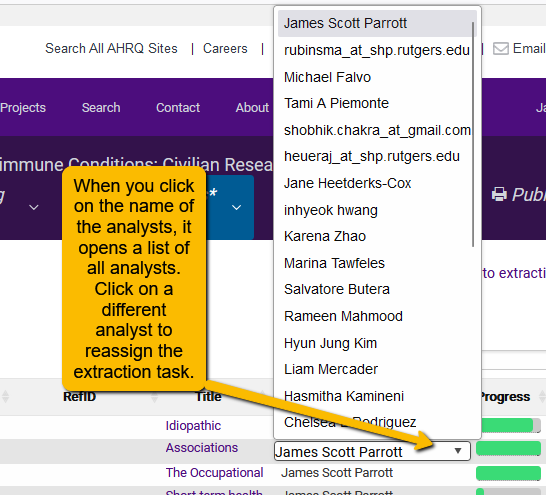 James Scott Parrott
Search All AHRQ Sites | Careers |
Email
rubinsma_at_shp.rutgers.edu
Michael Falvo
Projects Search Contact About
Tami A Piemonte
shobhik.chakra_at_gmail.com
heueraj_at_shp.rutgers.edu
immune Conditions: Civilian Resea
Jane Heetderks-Cox
Publ
inhyeok hwang
Karena Zhao
Marina Tawfeles
to extracti
Salvatore Butera
Rameen Mahmood
Hyun Jung Kim
Liam Mercader
Hasmitha Kamineni
Chelsea L Rodriguez
When you click
on the name of
the analysts, it
opens a list of
all analysts.
Click on a
different
analyst to
reassign the
extraction task.
RefID Title Progress
Idiopathic
Associations James Scott Parrott
The Occupational James Scott Parrott
Short term health